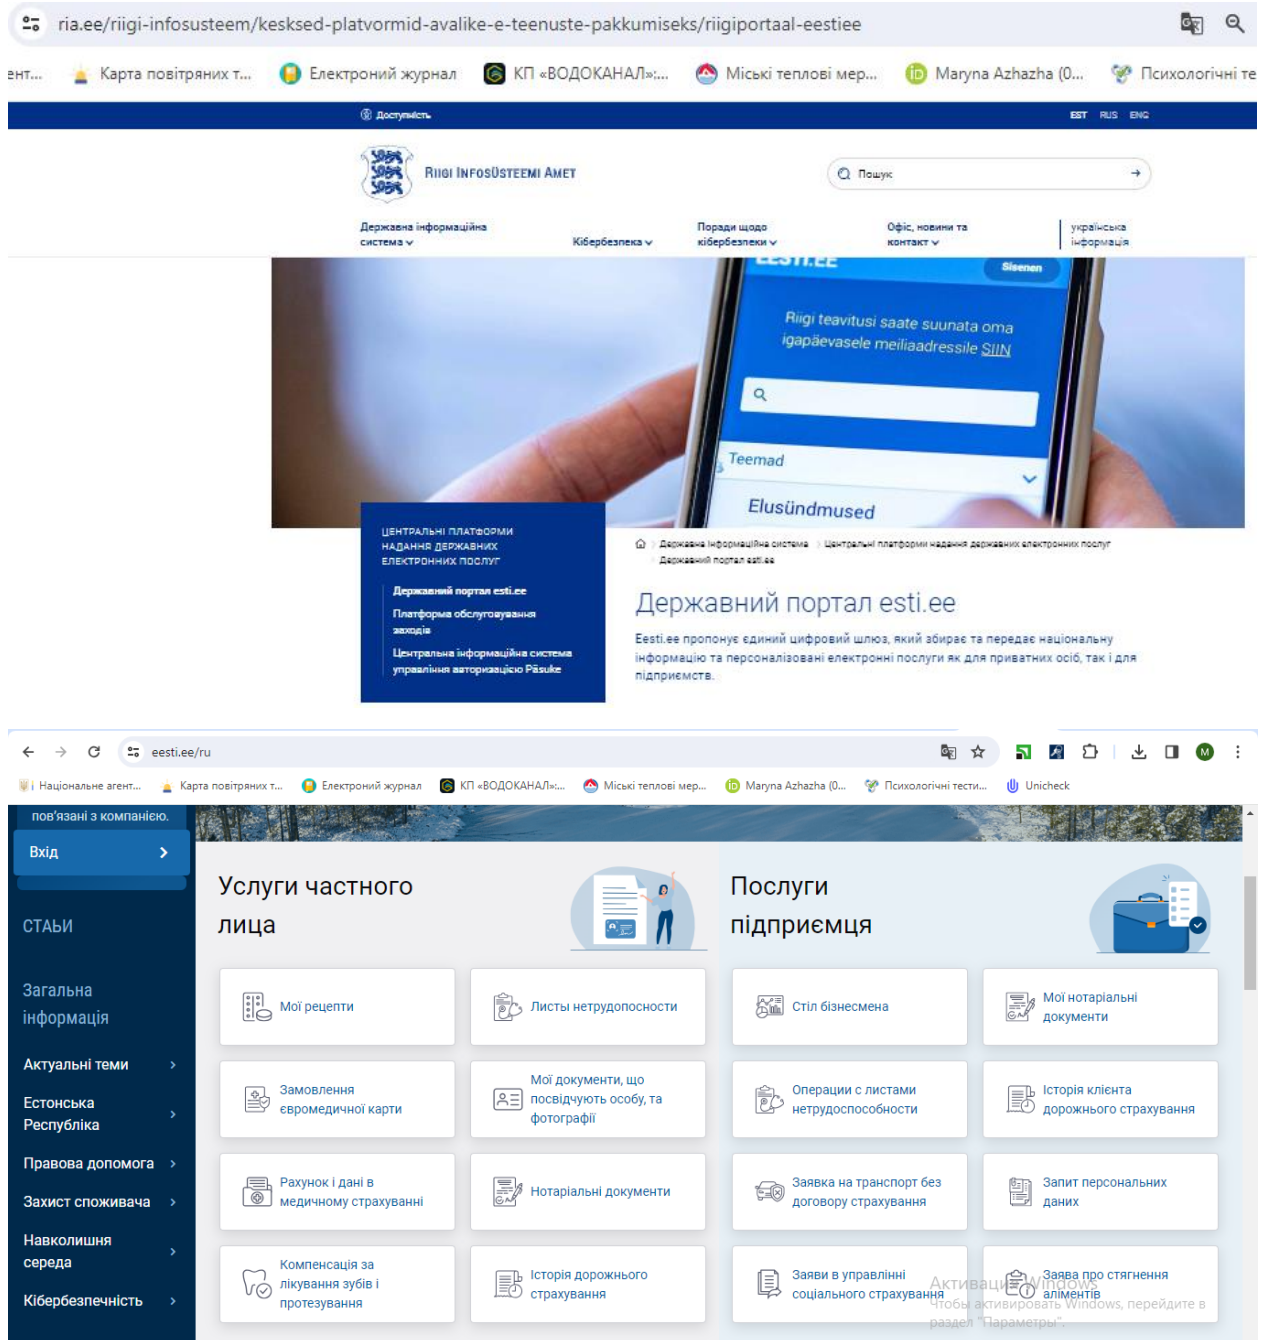 ria.ee/riigi-infosusteem/kesksed-platvormid-avalike-e-teenuste-pakkumiseks/riigiportaal-eestiee
ент... Карта повітряних т... Електроний журнал КП «ВОДОКАНАЛ»:... Міські теплові мер... Maryna Azhazha (0... Психологічні те
Доступність EST RUS ENG
RIIGI INFOSÜSTEEMI AMET
Пошук
Державна інформаційна
система
Кібербезпека
Поради щодо
кібербезпеки
Офіс, новини та
контакт
українська
інформація
EESTI.EE
Sisenen
Riigi teavitusi saate suunata oma
igapäevasele meiliaadressile SIIN
Teemad
Elusündmused
ЦЕНТРАЛЬНІ ПЛАТФОРМИ
НАДАННЯ ДЕРЖАВНИХ
ЕЛЕКТРОННИХ ПОСЛУГ
Державний портал esti.ee
Платформа обслуговування
заходів
Центральна інформаційна система
управління авторизацією Pääsuke
Державна інформаційна система Центральні платформи надання державних електронних послуг
Державний портал esti.ee
Державний портал esti.ee
Eesti.ee пропонує єдиний цифровий шлюз, який збирає та передає національну
інформацію та персоналізовані електронні послуги як для приватних осіб, так і для
підприємств.
eesti.ee/ru
M
Національне агент... Карта повітряних т... Електроний журнал КП «ВОДОКАНАЛ»:... Міські теплові мер... Maryna Azhazha (0... Психологічні тести... Unicheck
пов'язані з компанією.
Вхід
СТАЬИ
Загальна
інформація
Актуальні теми
Естонська
Республіка
Правова допомога
Захист споживача
Навколишня
середа
Кібербезпечність
Услуги частного
лица
Мої рецепти
Листы нетрудопосности
Замовлення
євромедичної карти
Мої документи, що
посвідчують особу, та
фотографії
Рахунок і дані в
медичному страхуванні
Нотаріальні документи
Компенсація за
лікування зубів і
протезування
Історія дорожнього
страхування
Послуги
підприємця
Стіл бізнесмена
Мої нотаріальні
документи
Операции с листами
нетрудоспособности
Історія клієнта
дорожнього страхування
Заявка на транспорт без
договору страхування
Запит персональних
даних
Заяви в управлінні
соціального страхування
Заява про стягнення
аліментів
Активация Windows
Чтобы активировать Windows, перейдите в
раздел "Параметры".